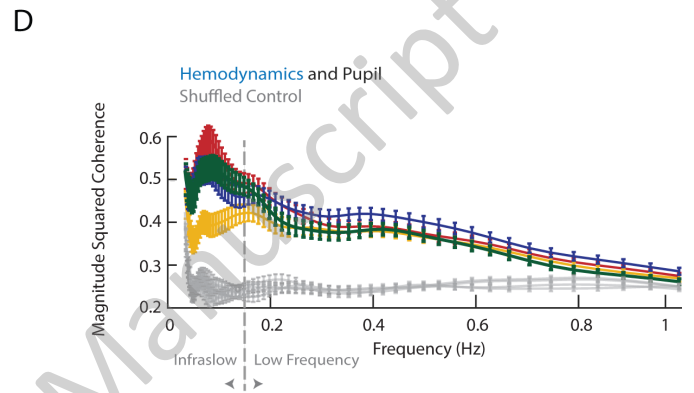 D
Hemodynamics and Pupil
Shuffled Control
Magnitude Squared Coherence
0.6
0.5
0.4
0.3
0.2
0 0.2 0.4 0.6 0.8 1
Frequency (Hz)
Infraslow Low Frequency
Manuscript